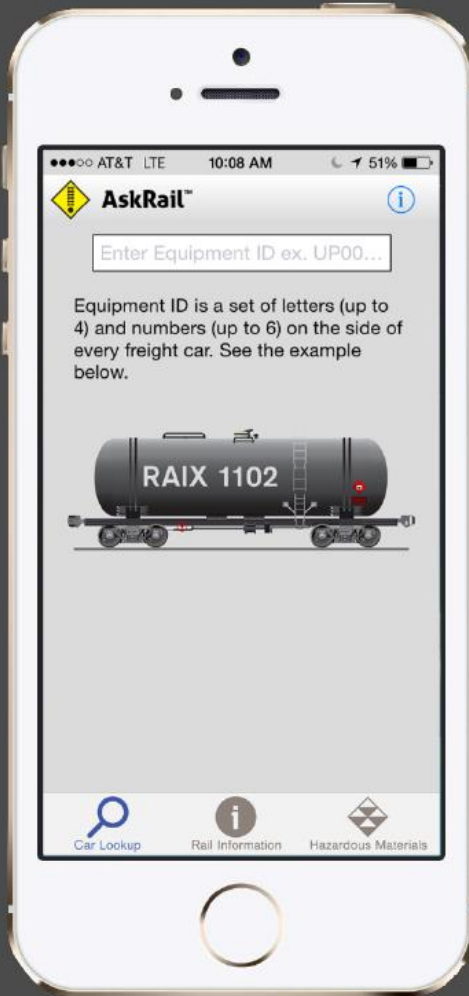 AT&T LTE 10:08 AM 51%
AskRail™
Enter Equipment ID ex. UP00...
Equipment ID is a set of letters (up to
4) and numbers (up to 6) on the side of
every freight car. See the example
below.
RAIX 1102
Car Lookup Rail Information Hazardous Materials